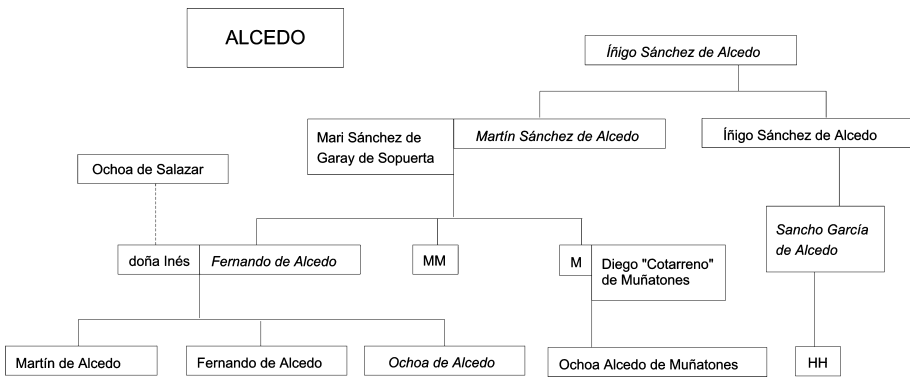 ALCEDO
Íñigo Sánchez de Alcedo
Mari Sánchez de
Garay de Sopuerta
Martín Sánchez de Alcedo
Íñigo Sánchez de Alcedo
Ochoa de Salazar
Sancho García
de Alcedo
doña Inés
Fernando de Alcedo
MM
M
Diego "Cotarreno"
de Muñatones
Martín de Alcedo
Fernando de Alcedo
Ochoa de Alcedo
Ochoa Alcedo de Muñatones
HH